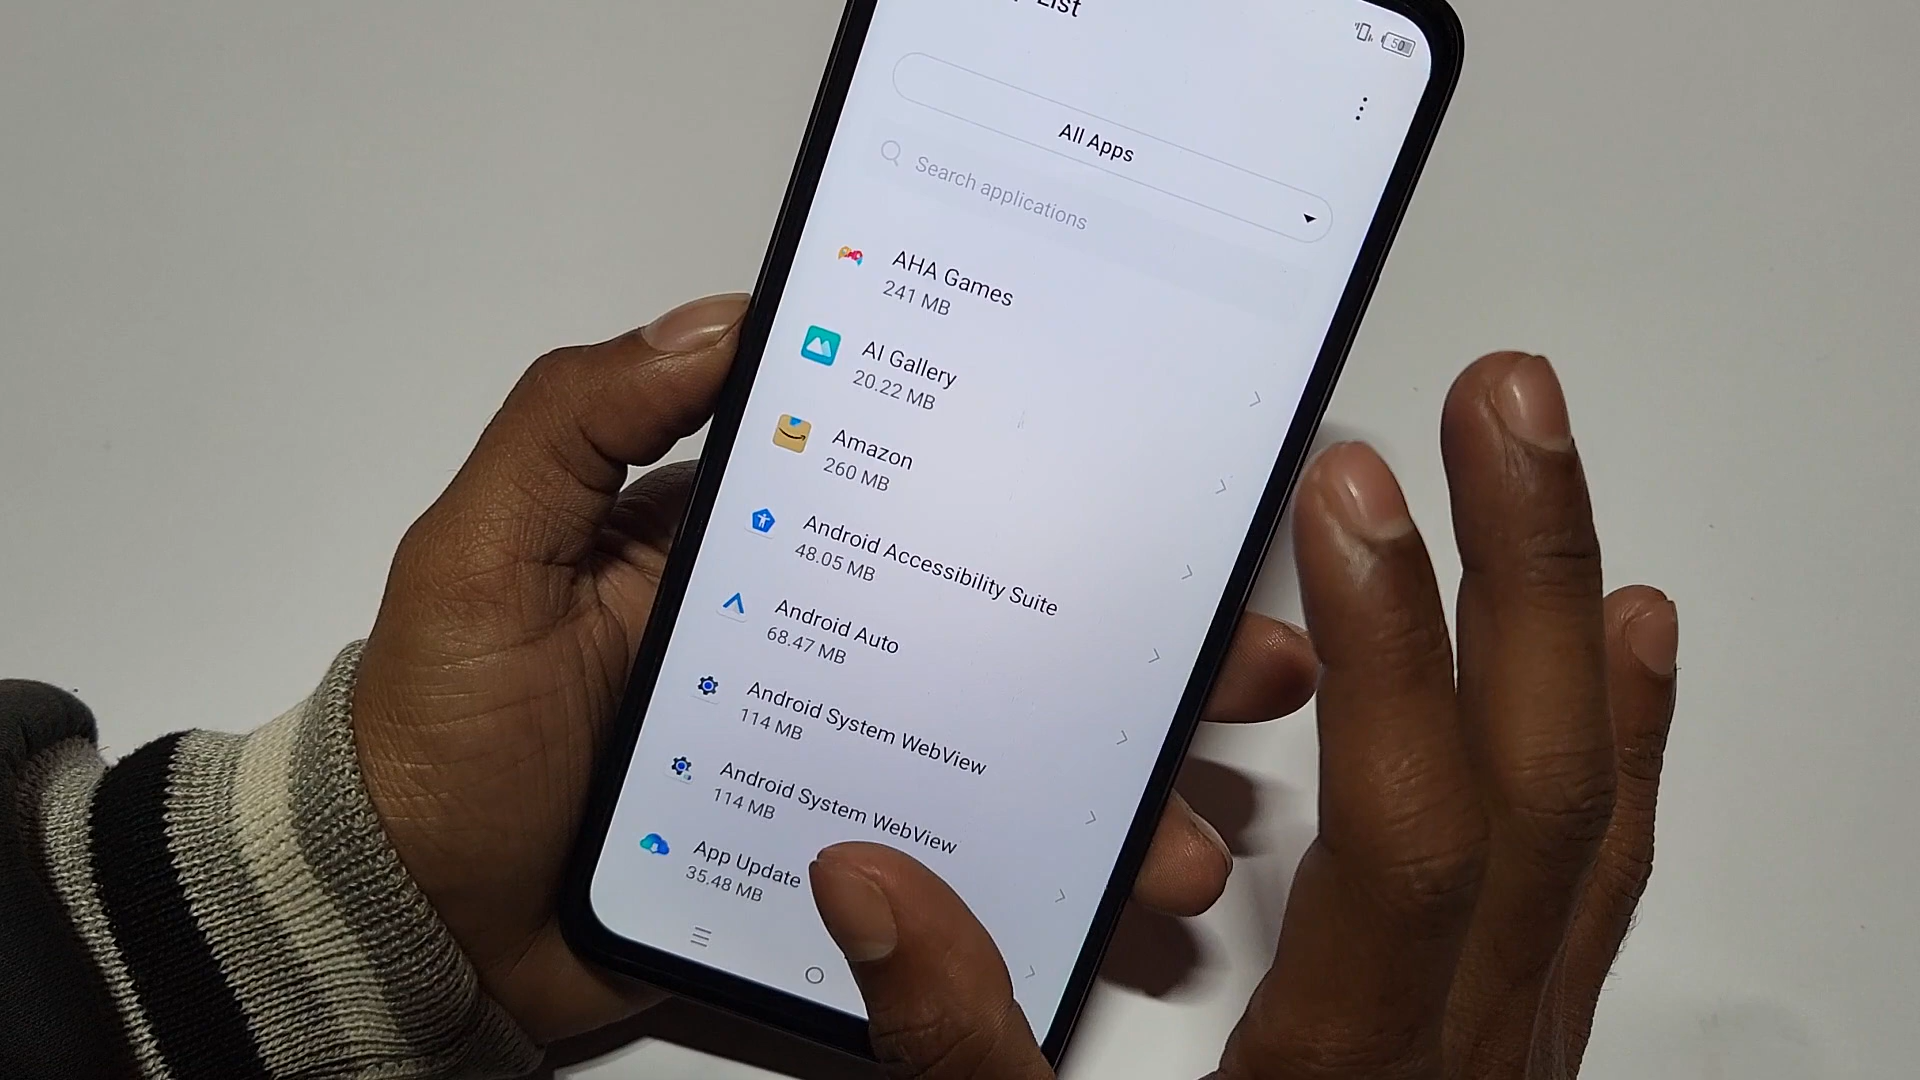 List
50
All Apps
Search applications
AHA Games
241 MB
AI Gallery
20.22 MB
Amazon
260 MB
Android Accessibility Suite
48.05 MB
Android Auto
68.47 MB
Android System WebView
114 MB
Android System WebView
114 MB
App Update
35.48 MB